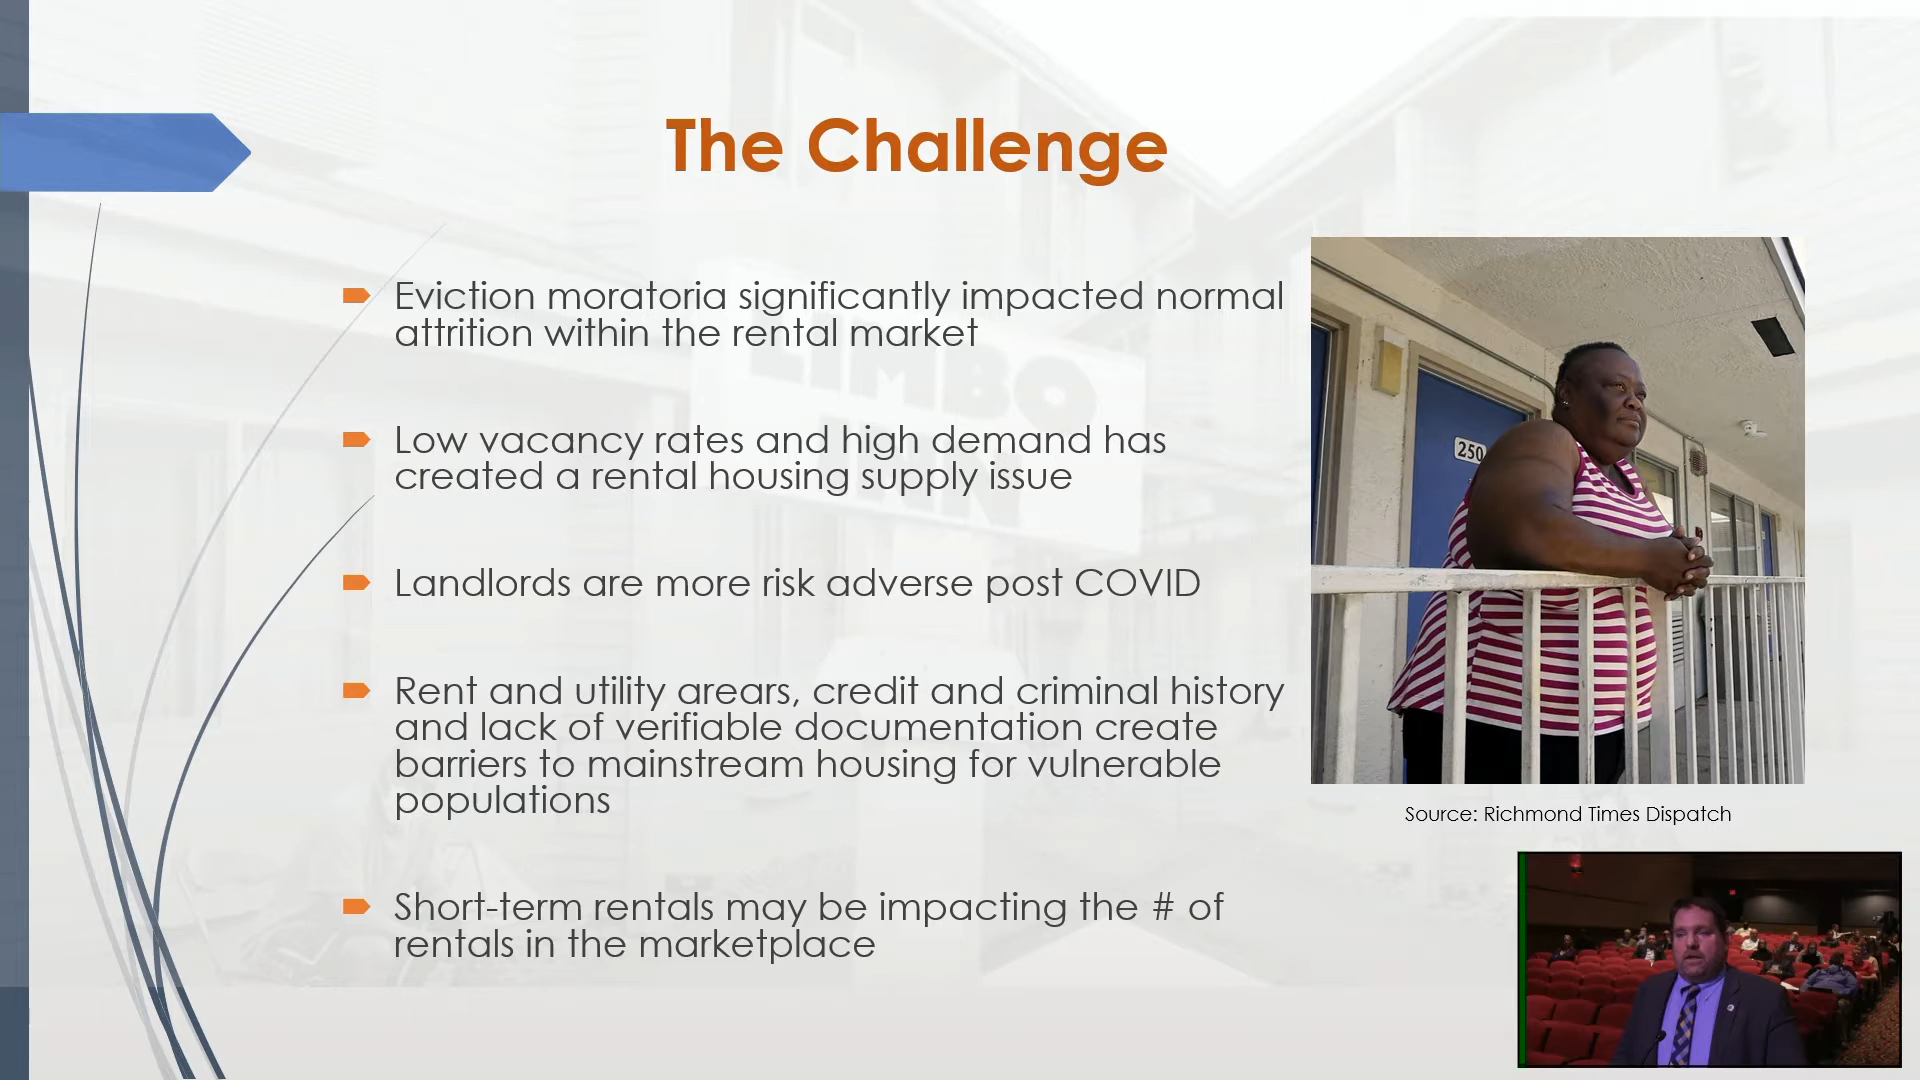 The Challenge
Eviction moratoria significantly impacted normal
attrition within the rental market
Low vacancy rates and high demand has
created a rental housing supply issue
Landlords are more risk adverse post COVID
Rent and utility arears, credit and criminal history
and lack of verifiable documentation create
barriers to mainstream housing for vulnerable
populations
Short-term rentals may be impacting the # of
rentals in the marketplace
LIMBO
INN
250
Source: Richmond Times Dispatch